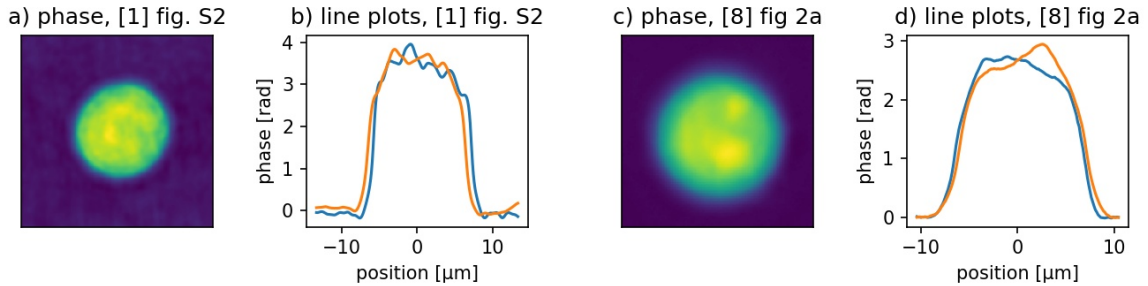 a) phase, [1] fig. S2
b) line plots, [1] fig. S2
4
3
2
1
0
phase [rad]
−10
0
10
position [µm]
c) phase, [8] fig 2a
d) line plots, [8] fig 2a
3
2
1
0
phase [rad]
−10
0
10
position [µm]